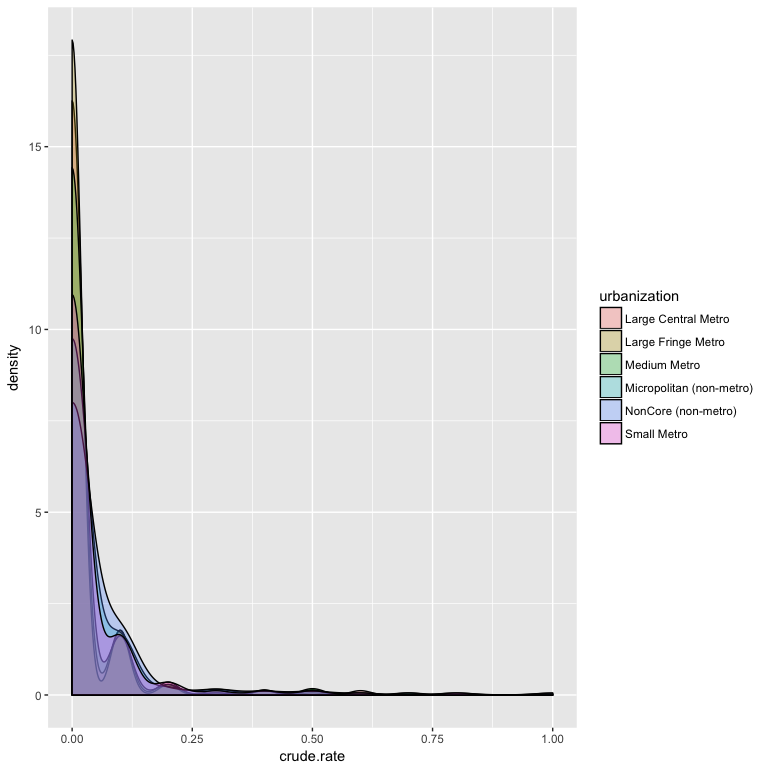 15
10
5
0
density
0.00 0.25 0.50 0.75 1.00
crude.rate
urbanization
Large Central Metro
Large Fringe Metro
Medium Metro
Micropolitan (non-metro)
NonCore (non-metro)
Small Metro